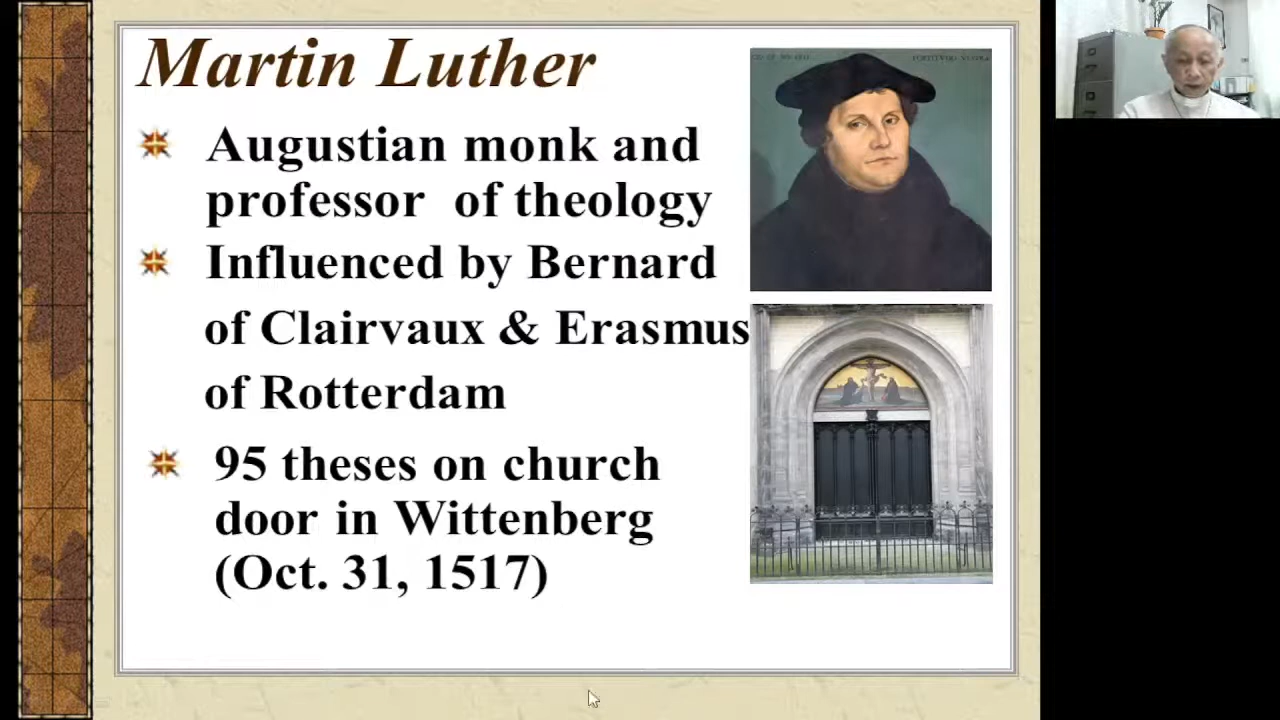 Martin Luther
Augustian monk and
professor of theology
Influenced by Bernard
of Clairvaux & Erasmus
of Rotterdam
95 theses on church
door in Wittenberg
(Oct. 31, 1517)